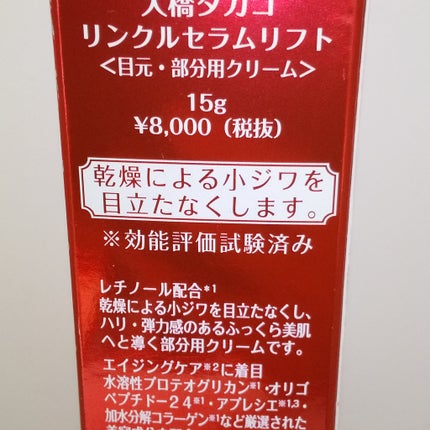 大橋タカコ
リンクルセラムリフト
<目元・部分用クリーム>
15g
¥8,000（税抜）
乾燥による小ジワを
目立たなくします。
※効能評価試験済み
レチノール配合※1
乾燥による小ジワを目立たなくし、
ハリ・弾力感のあるふっくら美肌
へと導く部分用クリームです。
エイジングケア※2に着目
水溶性プロテオグリカン※1・オリゴ
ペプチド-24※1・アプレシエ※1,3・
加水分解コラーゲン※1など厳選された